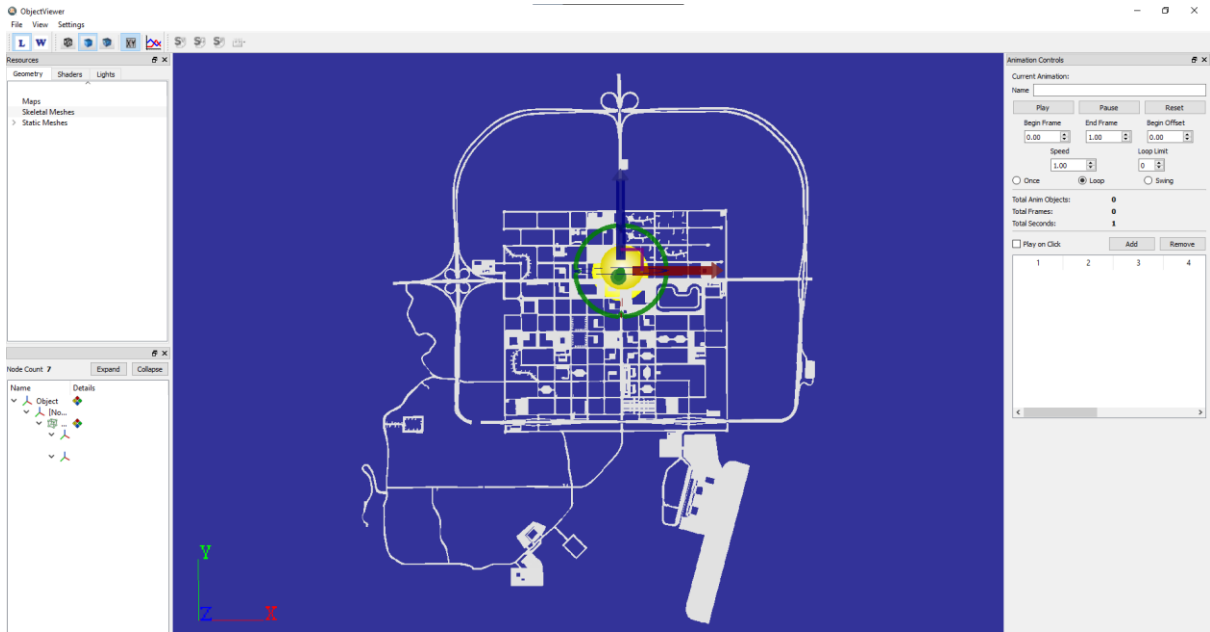 ObjectViewer
File View Settings
L W XY
Resources
Geometry Shaders Lights
Maps
Skeletal Meshes
Static Meshes
Node Count 7 Expand Collapse
Name Details
Object
[No...
...
Y
Z X
Animation Controls
Current Animation:
Name
Play Pause Reset
Begin Frame End Frame Begin Offset
0.00 1.00 0.00
Speed Loop Limit
1.00 0
Once Loop Swing
Total Anim Objects: 0
Total Frames: 0
Total Seconds: 1
Play on Click Add Remove
1 2 3 4